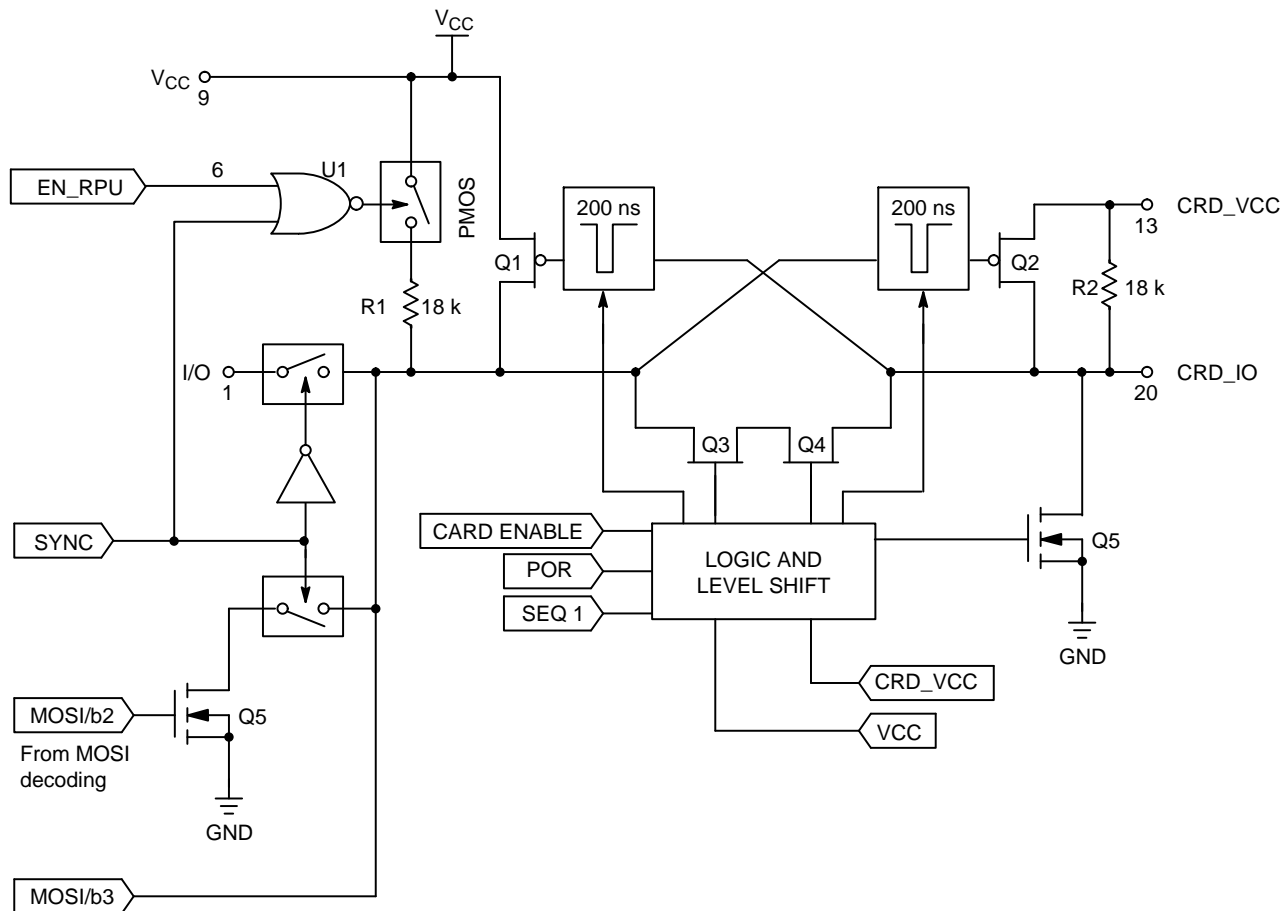 VCC
VCC
9
EN_RPU
6
U1
PMOS
200 ns
200 ns
CRD_VCC
13
Q1
Q2
R1
18 k
R2
18 k
I/O
1
CRD_IO
20
Q3
Q4
SYNC
CARD ENABLE
POR
SEQ 1
LOGIC AND
LEVEL SHIFT
Q5
GND
MOSI/b2
Q5
From MOSI
decoding
GND
CRD_VCC
VCC
MOSI/b3